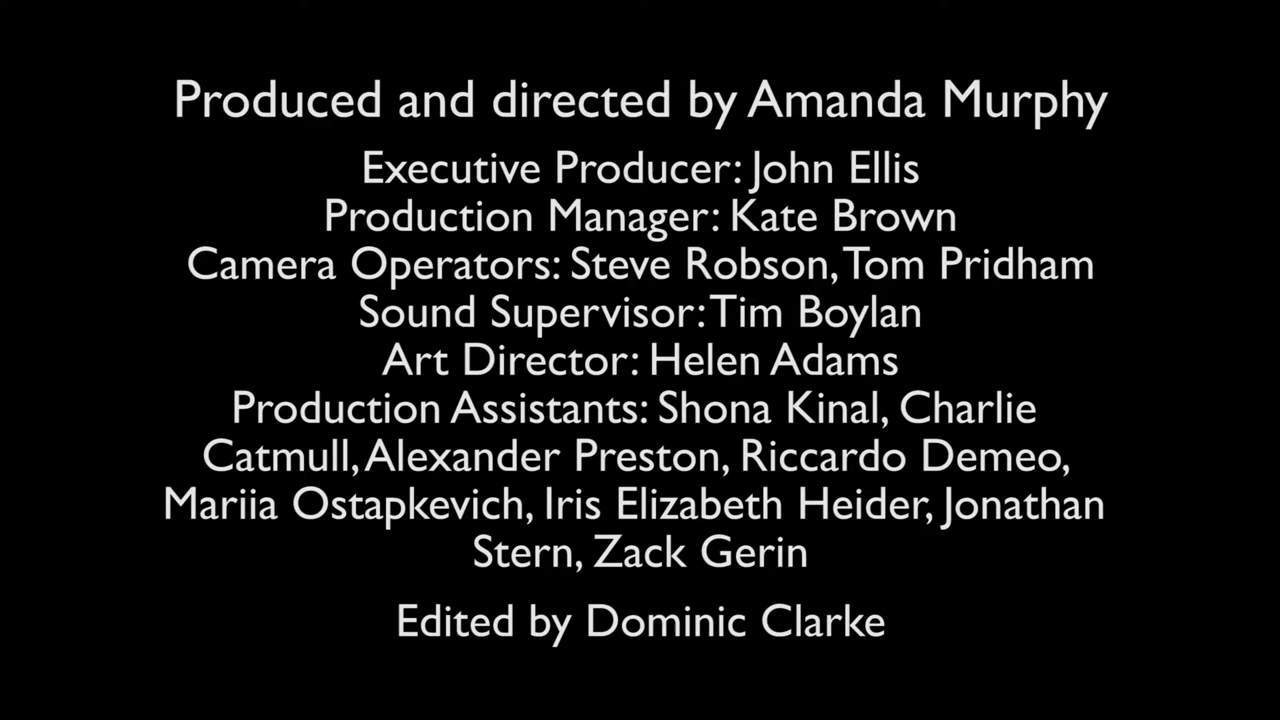 Produced and directed by Amanda Murphy
Executive Producer: John Ellis
Production Manager: Kate Brown
Camera Operators: Steve Robson, Tom Pridham
Sound Supervisor: Tim Boylan
Art Director: Helen Adams
Production Assistants: Shona Kinal, Charlie
Catmull, Alexander Preston, Riccardo Demeo,
Mariia Ostapkevich, Iris Elizabeth Heider, Jonathan
Stern, Zack Gerin
Edited by Dominic Clarke